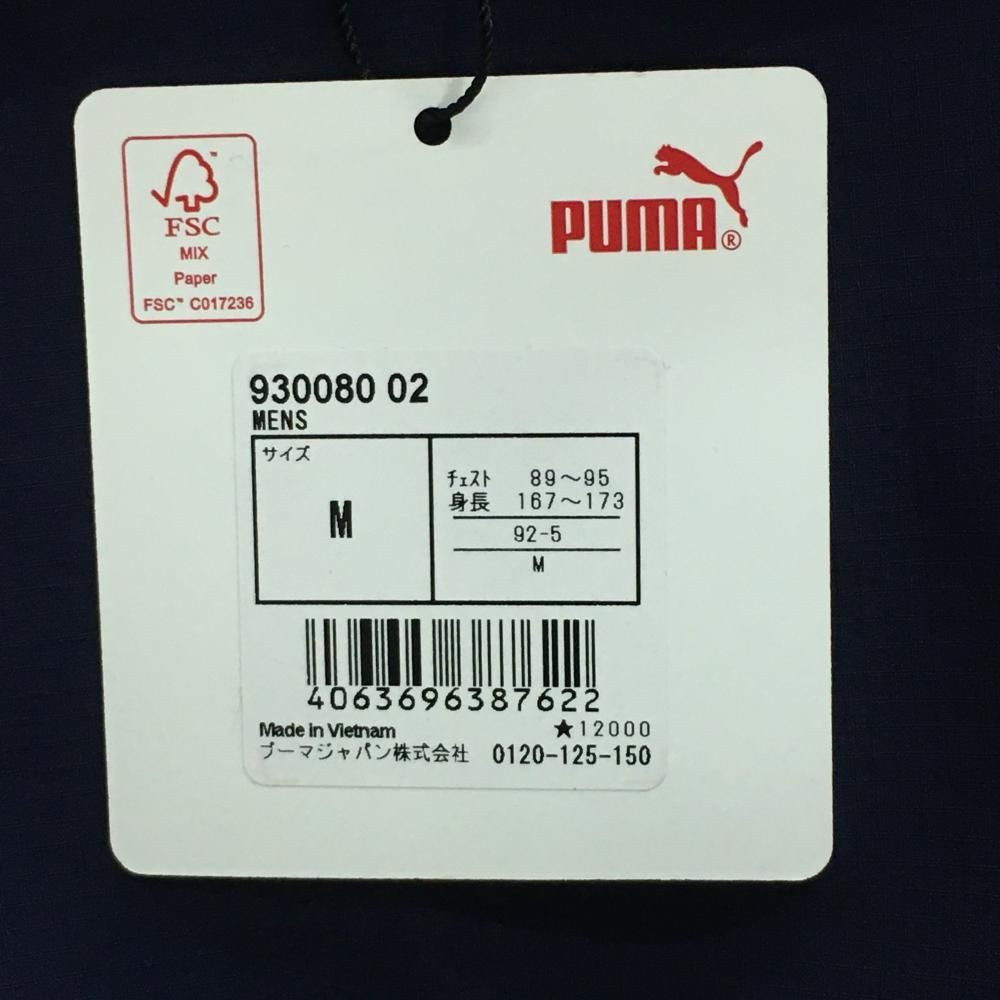 FSC™
MIX
Paper
FSC™ C017236
PUMA®
930080 02
MENS
サイズ
M
チェスト 89〜95
身長 167〜173
92-5
M
4063696387622
Made in Vietnam ★12000
プーマジャパン株式会社 0120-125-150